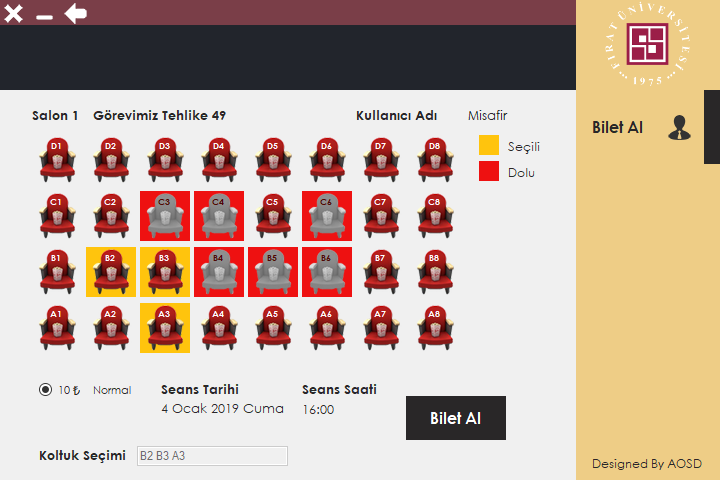 FIRAT ÜNİVERSİTESİ
1975
Salon 1 Görevimiz Tehlike 49 Kullanıcı Adı Misafir
Bilet Al
D1 D2 D3 D4 D5 D6 D7 D8
Seçili
Dolu
C1 C2 C3 C4 C5 C6 C7 C8
B1 B2 B3 B4 B5 B6 B7 B8
A1 A2 A3 A4 A5 A6 A7 A8
10 ₺ Normal Seans Tarihi Seans Saati
4 Ocak 2019 Cuma 16:00
Bilet Al
Koltuk Seçimi B2 B3 A3
Designed By AOSD